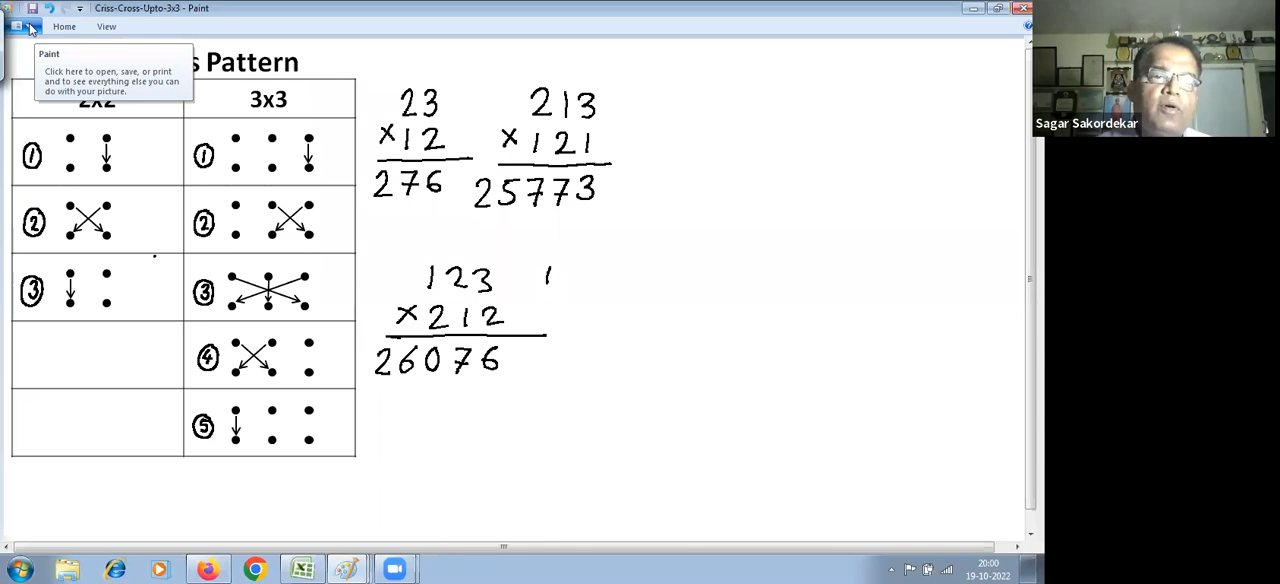 Criss-Cross-Upto-3x3 - Paint
Home View
Paint
Click here to open, save, or print
and to see everything else you can
do with your picture.
s Pattern
2x2 3x3
① ①
② ②
③ ③
④
⑤
23
×12
276
213
×121
25773
123 1
×212
26076
Sagar Sakordekar
20:00
19-10-2022